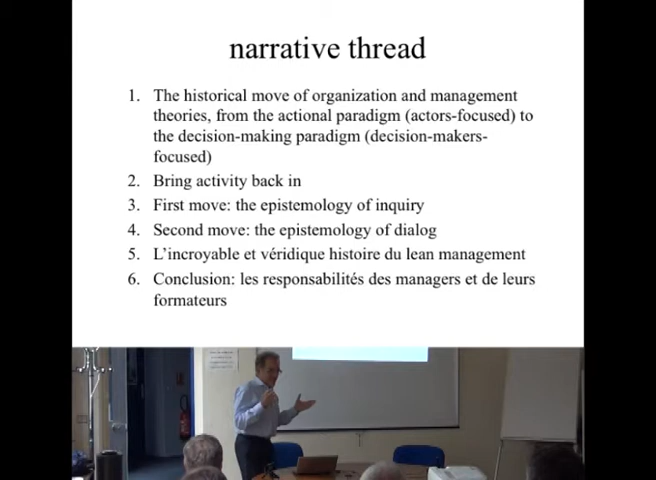 narrative thread
1. The historical move of organization and management
theories, from the actional paradigm (actors-focused) to
the decision-making paradigm (decision-makers-
focused)
2. Bring activity back in
3. First move: the epistemology of inquiry
4. Second move: the epistemology of dialog
5. L’incroyable et véridique histoire du lean management
6. Conclusion: les responsabilités des managers et de leurs
formateurs